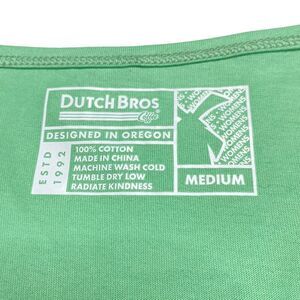 DUTCH BROS
DESIGNED IN OREGON
ESTD
1992
100% COTTON
MADE IN CHINA
MACHINE WASH COLD
TUMBLE DRY LOW
RADIATE KINDNESS
WOMENS
MEDIUM